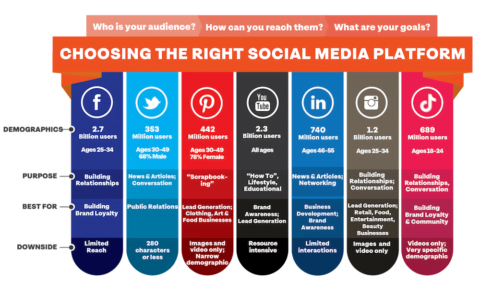 Who is your audience?
How can you reach them?
What are your goals?
CHOOSING THE RIGHT SOCIAL MEDIA PLATFORM
You
Tube
in
DEMOGRAPHICS
2.7
Billion users
Ages 25-34
353
Million users
Ages 30-49
68% Male
442
Million users
Ages 30-49
78% Female
2.3
Billion users
All ages
740
Million users
Ages 46-55
1.2
Billion users
Ages 25-34
689
Million users
Ages 18-24
PURPOSE
Building
Relationships
News & Articles;
Conversation
"Scrapbook-
ing"
"How To",
Lifestyle,
Educational
News & Articles;
Networking
Building
Relationships;
Conversation
Building
Relationships,
Conversation
BEST FOR
Building
Brand Loyalty
Public Relations
Lead Generation;
Clothing, Art &
Food Businesses
Brand
Awareness;
Lead Generation
Business
Development;
Brand
Awareness
Lead Generation;
Retail, Food,
Entertainment,
Beauty
Businesses
Building
Brand Loyalty
& Community
DOWNSIDE
Limited
Reach
280
characters
or less
Images and
video only;
Narrow
demographic
Resource
intensive
Limited
interactions
Images and
video only
Videos only;
Very specific
demographic